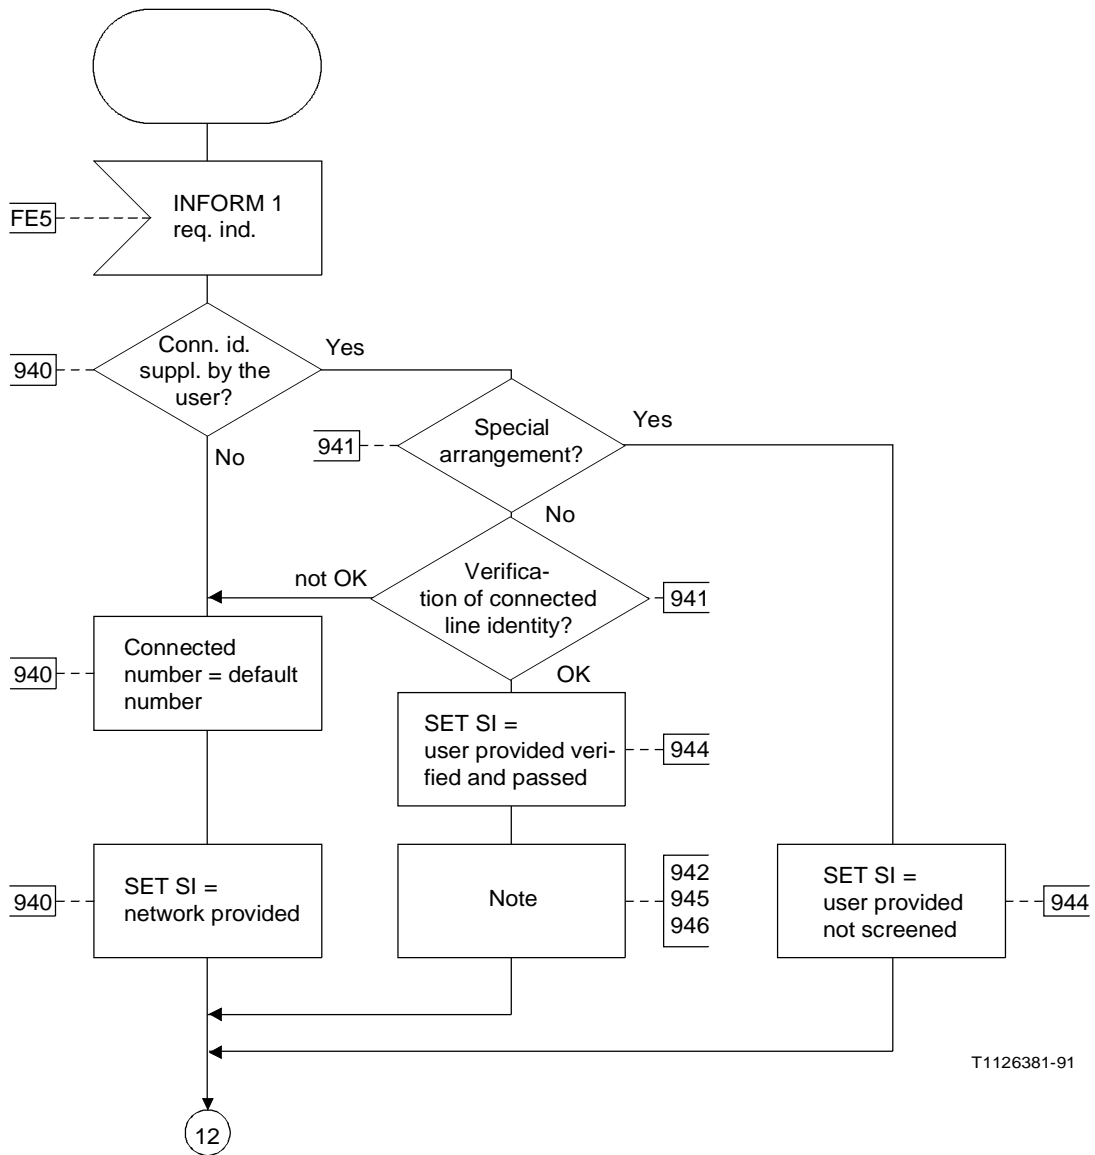 FE5
INFORM 1
req. ind.
940
Conn. id.
suppl. by the
user?
Yes
No
941
Special
arrangement?
Yes
No
not OK
Verifica-
tion of connected
line identity?
941
OK
940
Connected
number = default
number
SET SI =
user provided veri-
fied and passed
944
940
SET SI =
network provided
Note
942
945
946
SET SI =
user provided
not screened
944
T1126381-91
12